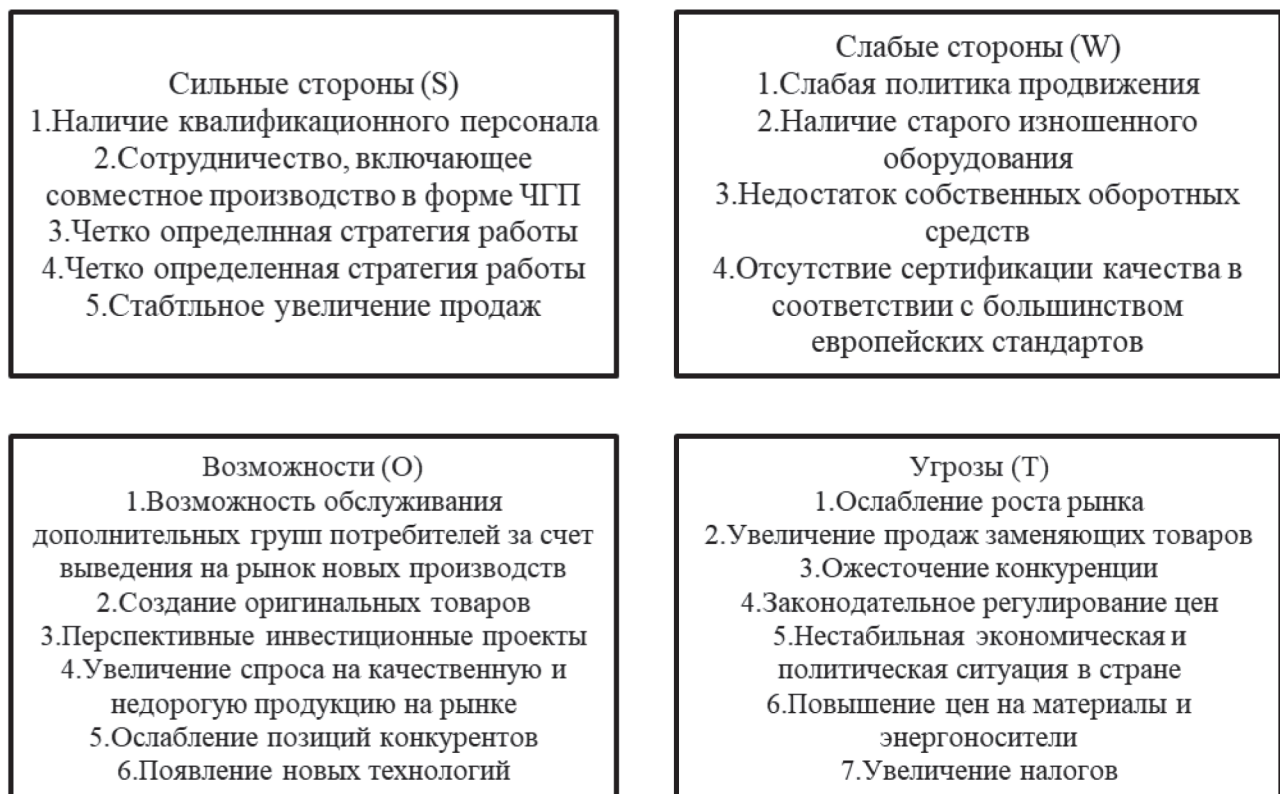 Сильные стороны (S)
1.Наличие квалификационного персонала
2.Сотрудничество, включающее
совместное производство в форме ЧГП
3.Четко определнная стратегия работы
4.Четко определенная стратегия работы
5.Стабтльное увеличение продаж
Слабые стороны (W)
1.Слабая политика продвижения
2.Наличие старого изношенного
оборудования
3.Недостаток собственных оборотных
средств
4.Отсутствие сертификации качества в
соответствии с большинством
европейских стандартов
Возможности (O)
1.Возможность обслуживания
дополнительных групп потребителей за счет
выведения на рынок новых производств
2.Создание оригинальных товаров
3.Перспективные инвестиционные проекты
4.Увеличение спроса на качественную и
недорогую продукцию на рынке
5.Ослабление позиций конкурентов
6.Появление новых технологий
Угрозы (T)
1.Ослабление роста рынка
2.Увеличение продаж заменяющих товаров
3.Ожесточение конкуренции
4.Законодательное регулирование цен
5.Нестабильная экономическая и
политическая ситуация в стране
6.Повышение цен на материалы и
энергоносители
7.Увеличение налогов